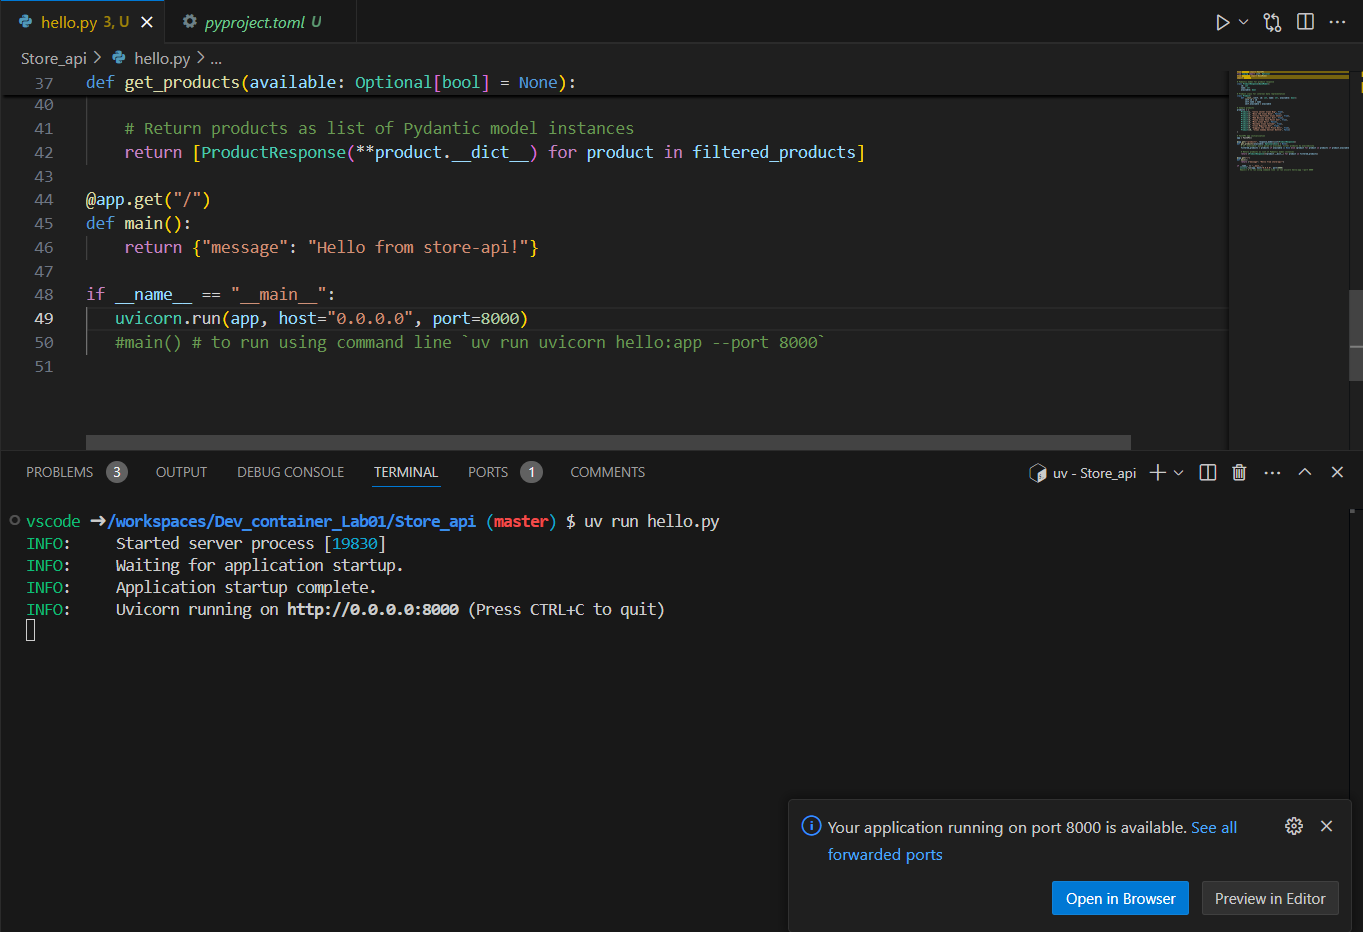 hello.py 3, U
pyproject.toml U
Store_api > hello.py > ...
37 def get_products(available: Optional[bool] = None):
40
41 # Return products as list of Pydantic model instances
42 return [ProductResponse(**product.__dict__) for product in filtered_products]
43
44 @app.get("/")
45 def main():
46 return {"message": "Hello from store-api!"}
47
48 if __name__ == "__main__":
49 uvicorn.run(app, host="0.0.0.0", port=8000)
50 #main() # to run using command line `uv run uvicorn hello:app --port 8000`
51
PROBLEMS 3 OUTPUT DEBUG CONSOLE TERMINAL PORTS 1 COMMENTS
uv - Store_api
vscode ➜/workspaces/Dev_container_Lab01/Store_api (master) $ uv run hello.py
INFO: Started server process [19830]
INFO: Waiting for application startup.
INFO: Application startup complete.
INFO: Uvicorn running on http://0.0.0.0:8000 (Press CTRL+C to quit)
Your application running on port 8000 is available. See all
forwarded ports
Open in Browser
Preview in Editor